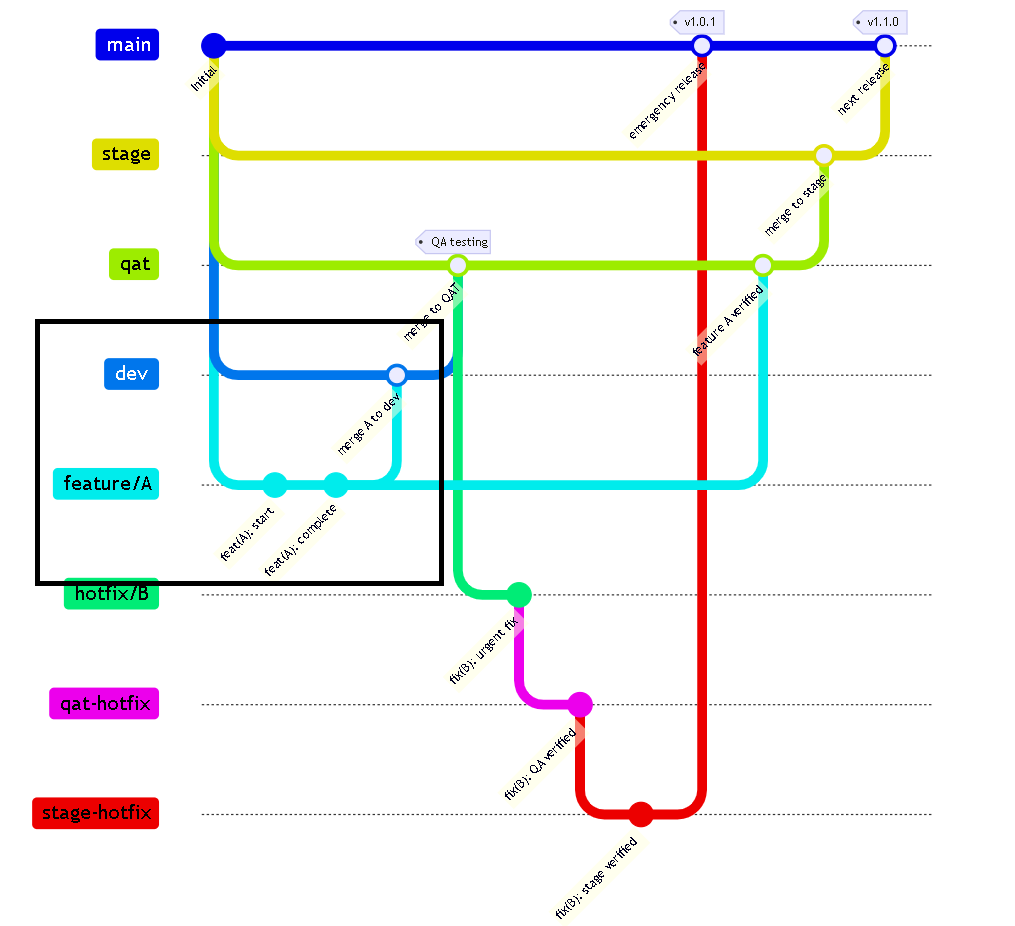 v1.0.1
v1.1.0
main
Initial
emergency release
next release
stage
merge to stage
QA testing
qat
merge to QAT
feature A verified
dev
merge A to dev
feature/A
feat(A): start
feat(A): complete
hotfix/B
fix(B): urgent fix
qat-hotfix
fix(B): QA verified
stage-hotfix
fix(B): stage verified